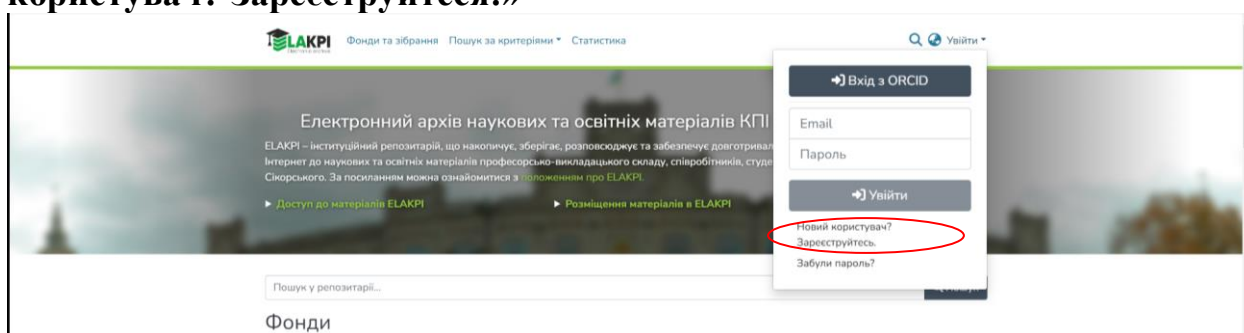 користувач? Зареєструйтеся.»
ELAKPI
Фонди та зібрання Пошук за критеріями Статистика Увійти
Вхід з ORCID
Email
Пароль
Увійти
Новий користувач?
Зареєструйтесь.
Забули пароль?
Електронний архів наукових та освітніх матеріалів КПІ
ELAKPI – інституційний репозитарій, що накопичує, зберігає, розповсюджує та забезпечує довготривал
Інтернет до наукових та освітніх матеріалів професорсько-викладацького складу, співробітників, студе
Сікорського. За посиланням можна ознайомитися з положенням про ELAKPI.
Доступ до матеріалів ELAKPI Розміщення матеріалів в ELAKPI
Пошук у репозитарії...
Фонди